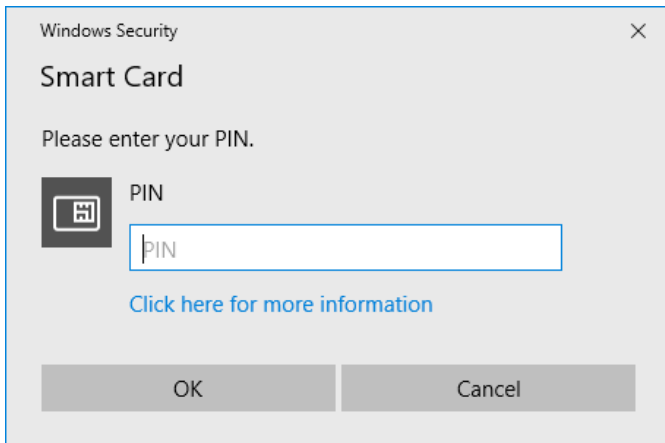 Windows Security
Smart Card
Please enter your PIN.
PIN
PIN
Click here for more information
OK
Cancel